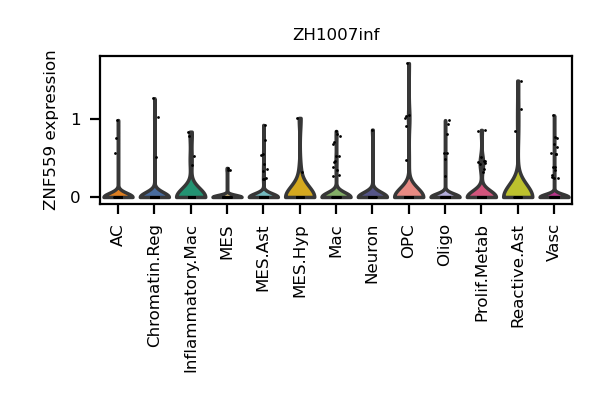 ZH1007inf
ZNF559 expression
1
0
AC
Chromatin.Reg
Inflammatory.Mac
MES
MES.Ast
MES.Hyp
Mac
Neuron
OPC
Oligo
Prolif.Metab
Reactive.Ast
Vasc